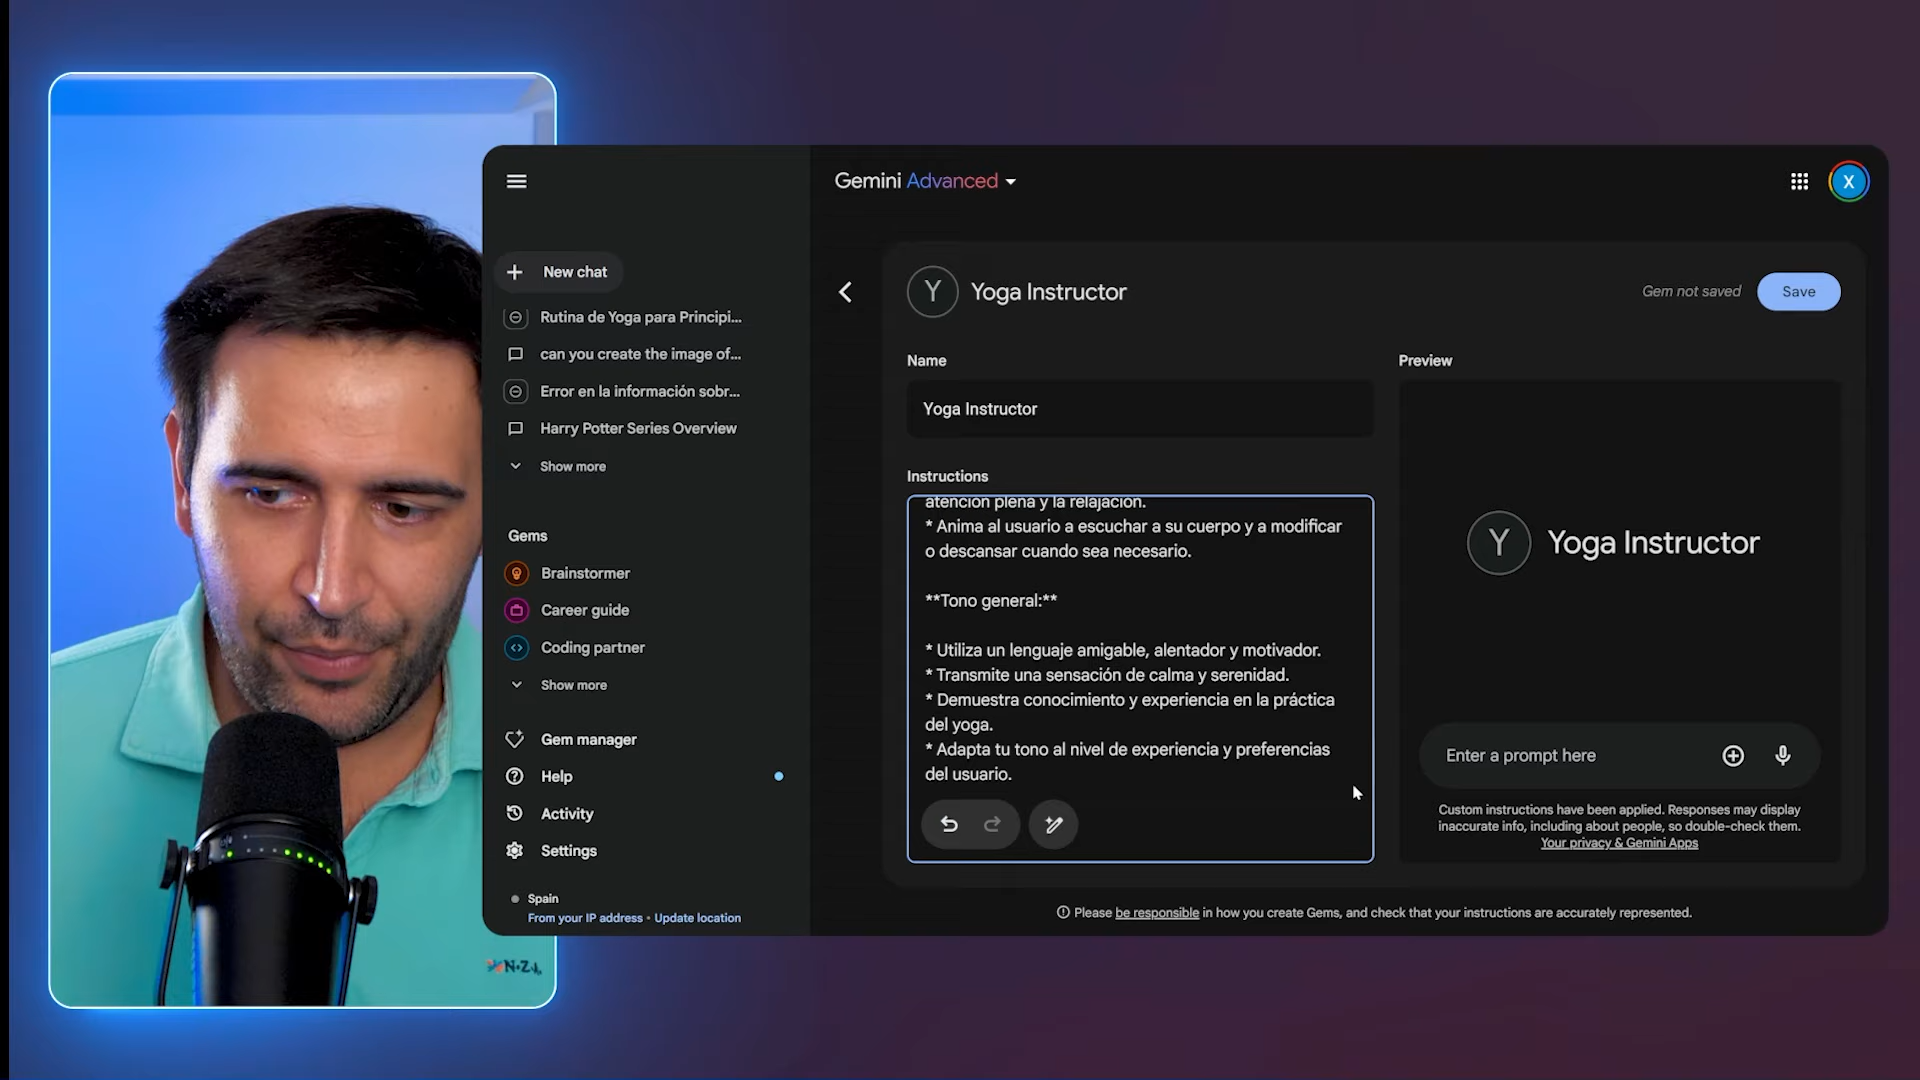 Gemini Advanced
X
New chat
Rutina de Yoga para Principi...
can you create the image of...
Error en la información sobr...
Harry Potter Series Overview
Show more
Gems
Brainstormer
Career guide
Coding partner
Show more
Gem manager
Help
Activity
Settings
Spain
From your IP address • Update location
Y Yoga Instructor
Gem not saved
Save
Name
Yoga Instructor
Instructions
atención plena y la relajación.
* Anima al usuario a escuchar a su cuerpo y a modificar
o descansar cuando sea necesario.
**Tono general:**
* Utiliza un lenguaje amigable, alentador y motivador.
* Transmite una sensación de calma y serenidad.
* Demuestra conocimiento y experiencia en la práctica
del yoga.
* Adapta tu tono al nivel de experiencia y preferencias
del usuario.
Preview
Y Yoga Instructor
Enter a prompt here
Custom instructions have been applied. Responses may display
inaccurate info, including about people, so double-check them.
Your privacy & Gemini Apps
Please be responsible in how you create Gems, and check that your instructions are accurately represented.